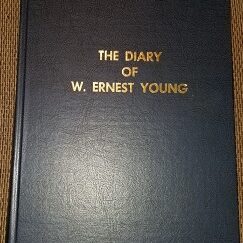 THE DIARY
OF
W. ERNEST YOUNG